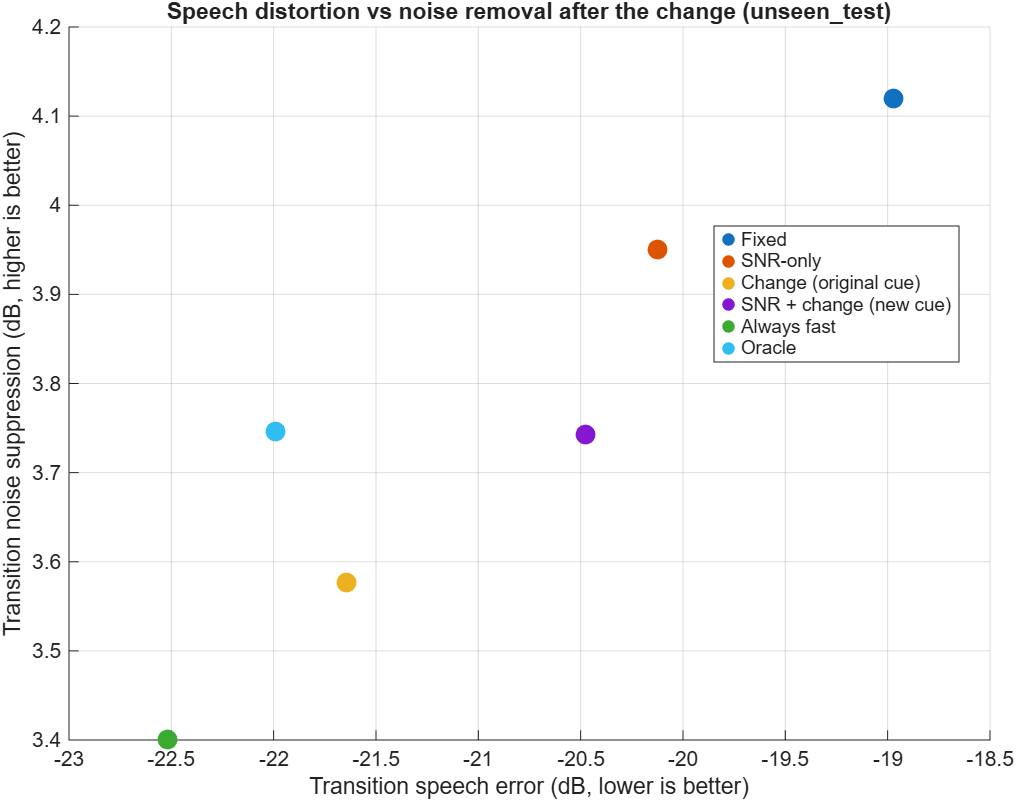 Speech distortion vs noise removal after the change (unseen_test)
Transition noise suppression (dB, higher is better)
4.2
4.1
4
3.9
3.8
3.7
3.6
3.5
3.4
Fixed
SNR-only
Change (original cue)
SNR + change (new cue)
Always fast
Oracle
-23 -22.5 -22 -21.5 -21 -20.5 -20 -19.5 -19 -18.5
Transition speech error (dB, lower is better)